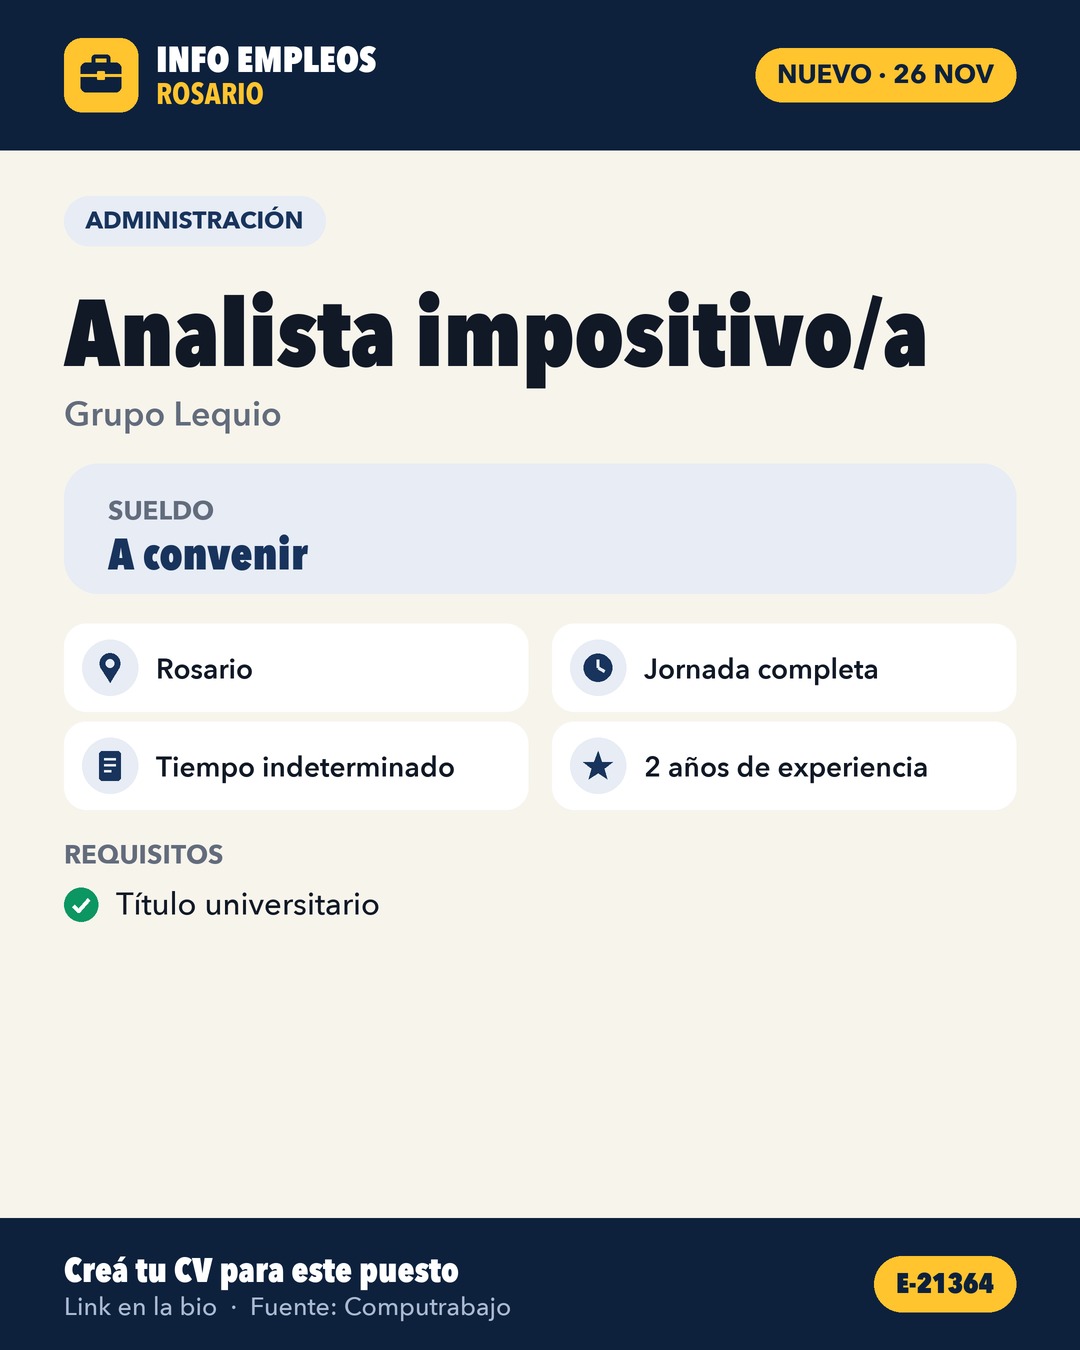 INFO EMPLEOS
ROSARIO
NUEVO · 26 NOV
ADMINISTRACIÓN
Analista impositivo/a
Grupo Lequio
SUELDO
A convenir
Rosario
Jornada completa
Tiempo indeterminado
2 años de experiencia
REQUISITOS
Título universitario
Creá tu CV para este puesto
Link en la bio · Fuente: Computrabajo
E-21364